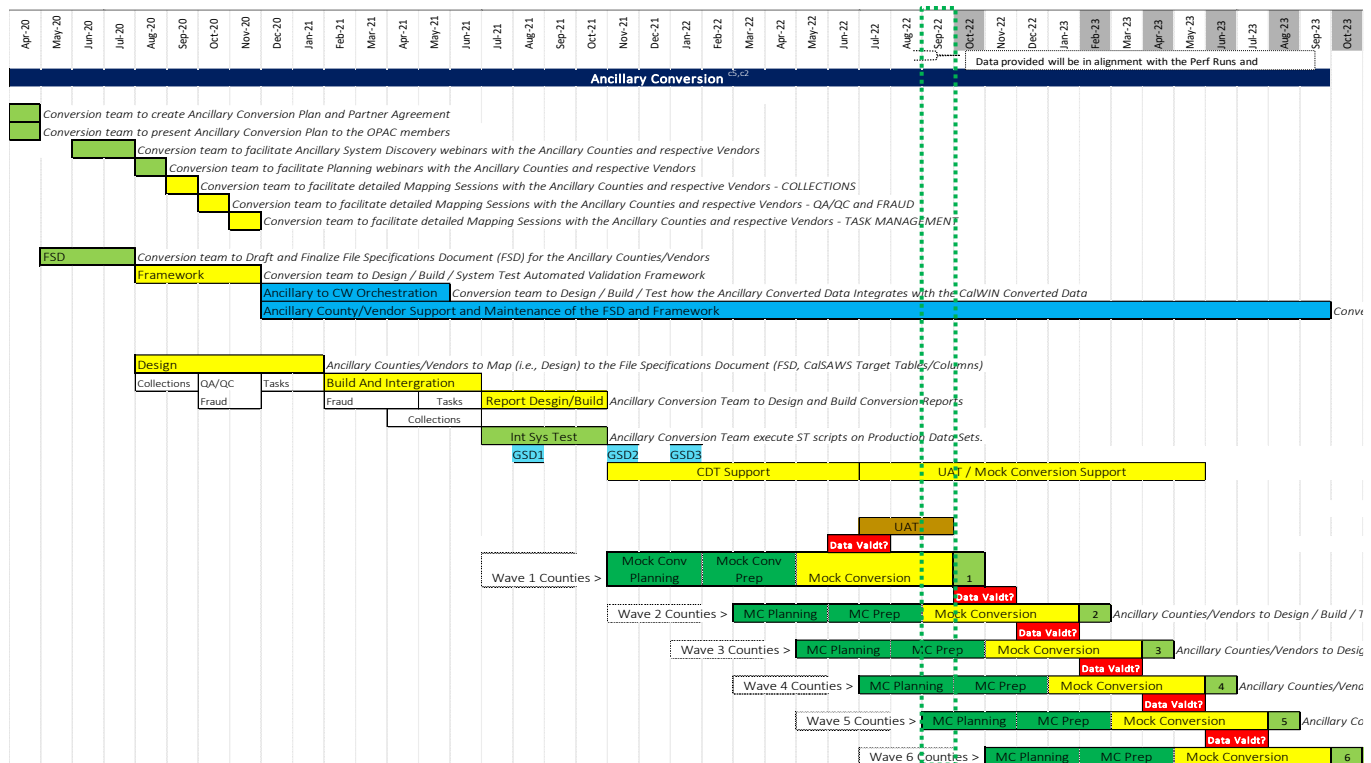 Apr-20 May-20 Jun-20 Jul-20 Aug-20 Sep-20 Oct-20 Nov-20 Dec-20 Jan-21 Feb-21 Mar-21 Apr-21 May-21 Jun-21 Jul-21 Aug-21 Sep-21 Oct-21 Nov-21 Dec-21 Jan-22 Feb-22 Mar-22 Apr-22 May-22 Jun-22 Jul-22 Aug-22 Sep-22 Oct-22 Nov-22 Dec-22 Jan-23 Feb-23 Mar-23 Apr-23 May-23 Jun-23 Jul-23 Aug-23 Sep-23 Oct-23
Data provided will be in alignment with the Perf Runs and
Ancillary Conversion c5,c2
Conversion team to create Ancillary Conversion Plan and Partner Agreement
Conversion team to present Ancillary Conversion Plan to the OPAC members
Conversion team to facilitate Ancillary System Discovery webinars with the Ancillary Counties and respective Vendors
Conversion team to facilitate Planning webinars with the Ancillary Counties and respective Vendors
Conversion team to facilitate detailed Mapping Sessions with the Ancillary Counties and respective Vendors - COLLECTIONS
Conversion team to facilitate detailed Mapping Sessions with the Ancillary Counties and respective Vendors - QA/QC and FRAUD
Conversion team to facilitate detailed Mapping Sessions with the Ancillary Counties and respective Vendors - TASK MANAGEMENT
FSD Conversion team to Draft and Finalize File Specifications Document (FSD) for the Ancillary Counties/Vendors
Framework Conversion team to Design / Build / System Test Automated Validation Framework
Ancillary to CW Orchestration Conversion team to Design / Build / Test how the Ancillary Converted Data Integrates with the CalWIN Converted Data
Ancillary County/Vendor Support and Maintenance of the FSD and Framework Conve
Design Ancillary Counties/Vendors to Map (i.e., Design) to the File Specifications Document (FSD, CalSAWS Target Tables/Columns)
Collections QA/QC Tasks Build And Intergration
Fraud Fraud Tasks Report Desgin/Build Ancillary Conversion Team to Design and Build Conversion Reports
Collections
Int Sys Test Ancillary Conversion Team execute ST scripts on Production Data Sets.
GSD1 GSD2 GSD3
CDT Support UAT / Mock Conversion Support
UAT
Data Valdt?
Wave 1 Counties > Mock Conv Planning Mock Conv Prep Mock Conversion 1
Data Valdt?
Wave 2 Counties > MC Planning MC Prep Mock Conversion 2 Ancillary Counties/Vendors to Design / Build / T
Data Valdt?
Wave 3 Counties > MC Planning MC Prep Mock Conversion 3 Ancillary Counties/Vendors to Desig
Data Valdt?
Wave 4 Counties > MC Planning MC Prep Mock Conversion 4 Ancillary Counties/Vend
Data Valdt?
Wave 5 Counties > MC Planning MC Prep Mock Conversion 5 Ancillary Co
Data Valdt?
Wave 6 Counties > MC Planning MC Prep Mock Conversion 6